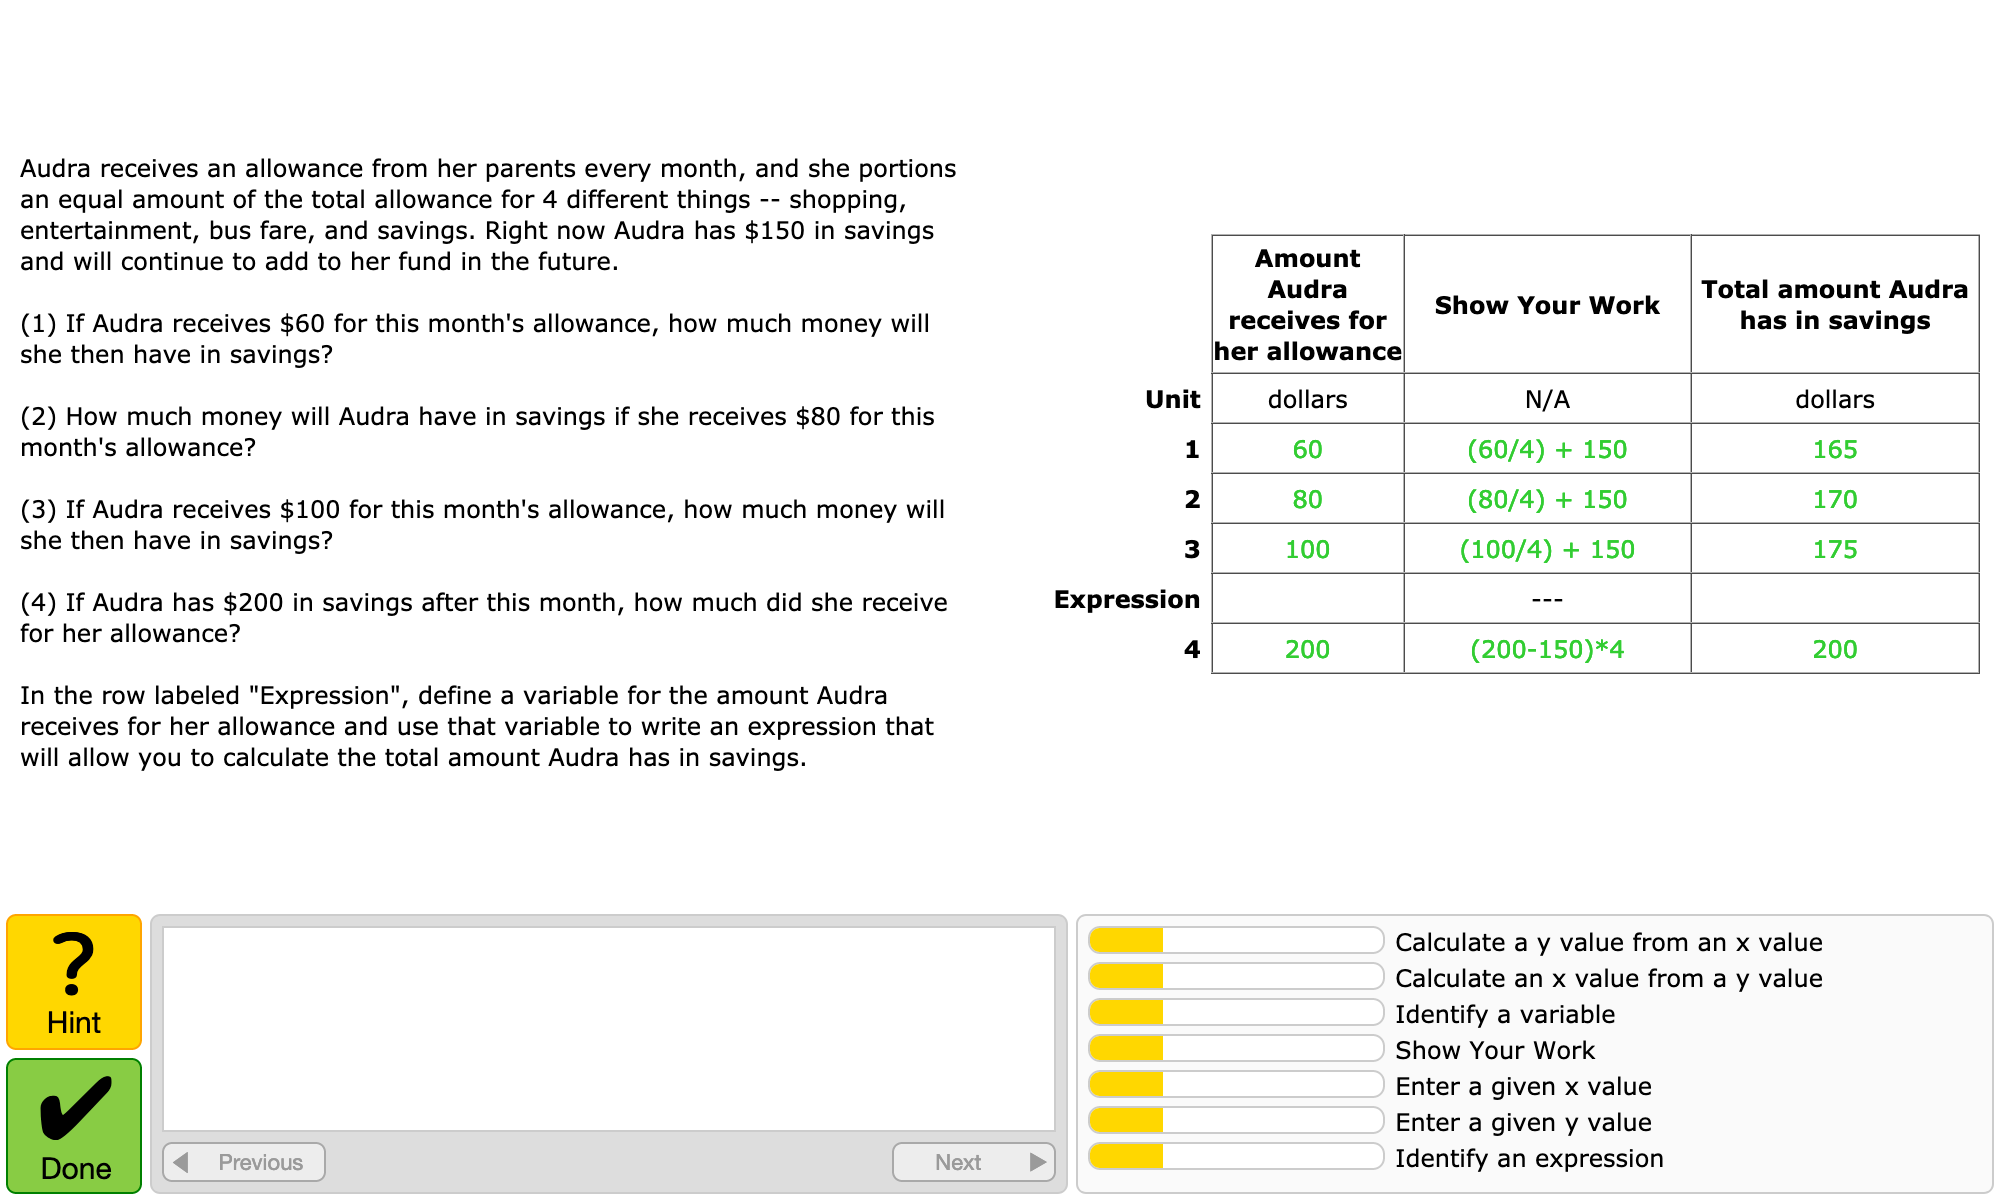 Audra receives an allowance from her parents every month, and she portions
an equal amount of the total allowance for 4 different things -- shopping,
entertainment, bus fare, and savings. Right now Audra has $150 in savings
and will continue to add to her fund in the future.
(1) If Audra receives $60 for this month's allowance, how much money will
she then have in savings?
(2) How much money will Audra have in savings if she receives $80 for this
month's allowance?
(3) If Audra receives $100 for this month's allowance, how much money will
she then have in savings?
(4) If Audra has $200 in savings after this month, how much did she receive
for her allowance?
In the row labeled "Expression", define a variable for the amount Audra
receives for her allowance and use that variable to write an expression that
will allow you to calculate the total amount Audra has in savings.
Amount
Audra
receives for
her allowance
Show Your Work
Total amount Audra
has in savings
Unit dollars N/A dollars
1 60 (60/4) + 150 165
2 80 (80/4) + 150 170
3 100 (100/4) + 150 175
Expression ---
4 200 (200-150)*4 200
? Hint
Done
Previous
Next
Calculate a y value from an x value
Calculate an x value from a y value
Identify a variable
Show Your Work
Enter a given x value
Enter a given y value
Identify an expression